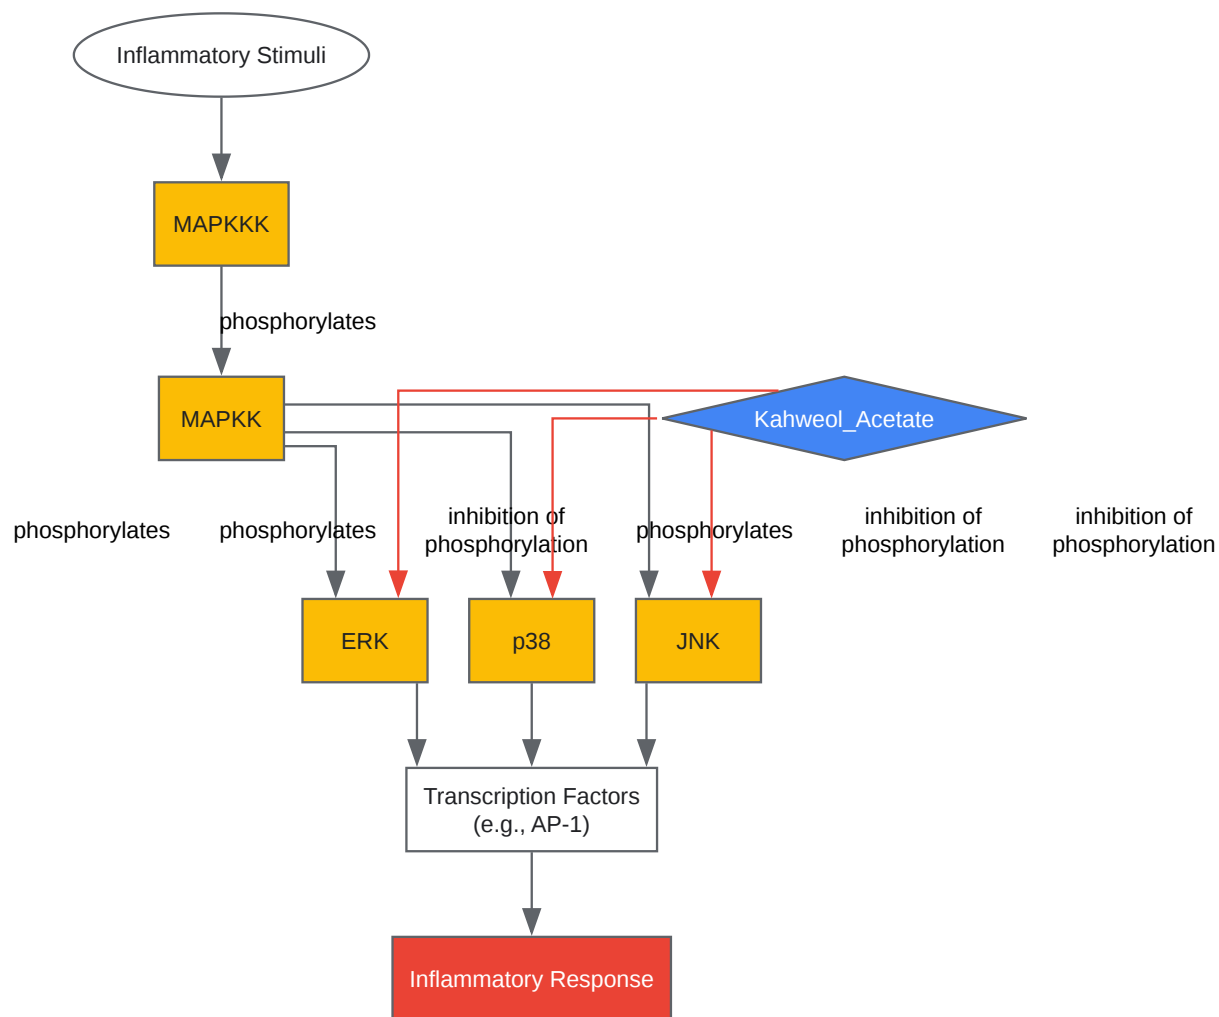 Inflammatory Stimuli
MAPKKK
phosphorylates
MAPKK
Kahweol_Acetate
phosphorylates
phosphorylates
inhibition of
phosphorylation
phosphorylates
inhibition of
phosphorylation
inhibition of
phosphorylation
ERK
p38
JNK
Transcription Factors
(e.g., AP-1)
Inflammatory Response